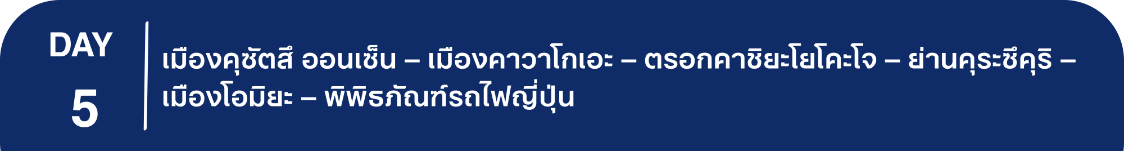 DAY
5
เมืองคุซัตสึ ออนเซ็น – เมืองคาวาโกเอะ – ตรอกคาชิยะโยโคะโจ – ย่านคุระซึคุริ –
เมืองโอมิยะ – พิพิธภัณฑ์รถไฟญี่ปุ่น